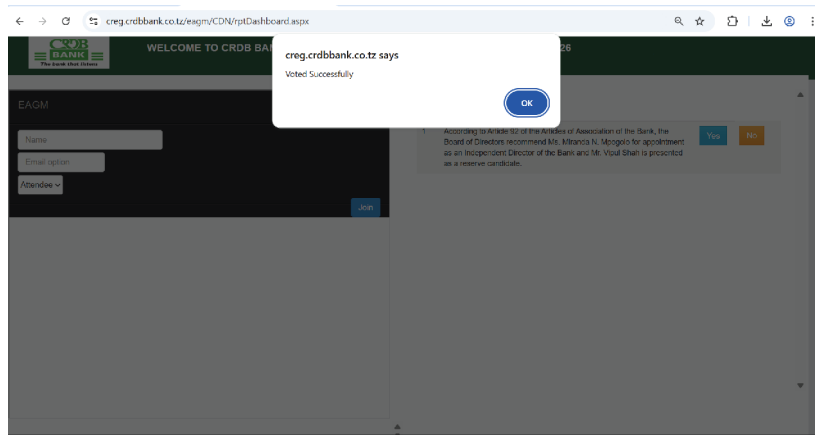 creg.crdbbank.co.tz/eagm/CDN/rptDashboard.aspx
CRDB
BANK
The bank that listens
WELCOME TO CRDB BA
26
creg.crdbbank.co.tz says
Voted Successfully
OK
EAGM
Name
Email option
Attendee
Join
1 According to Article 92 of the Articles of Association of the Bank, the
Board of Directors recommend Ms. Miranda N. Mpogolo for appointment
as an Independent Director of the Bank and Mr. Vipul Shah is presented
as a reserve candidate.
Yes
No